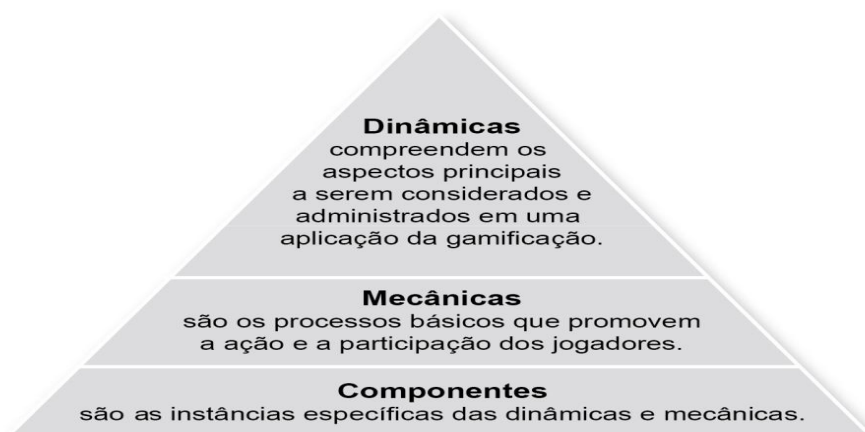 Dinâmicas
compreendem os
aspectos principais
a serem considerados e
administrados em uma
aplicação da gamificação.
Mecânicas
são os processos básicos que promovem
a ação e a participação dos jogadores.
Componentes
são as instâncias específicas das dinâmicas e mecânicas.